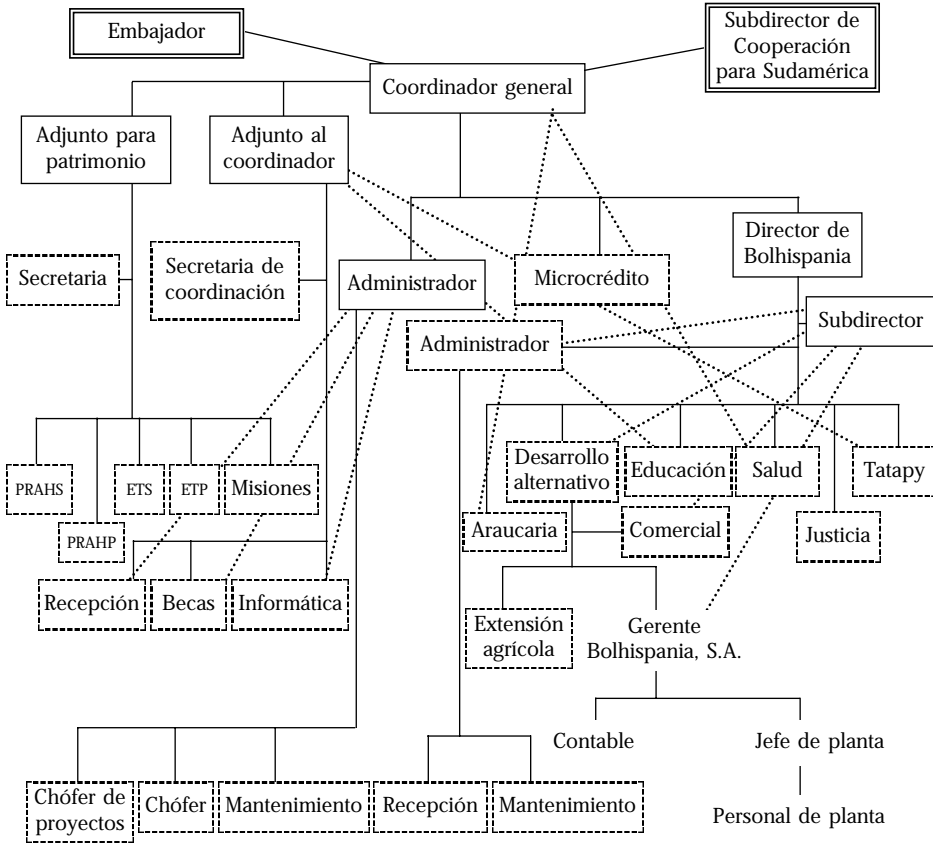 Embajador
Subdirector de
Cooperación
para Sudamérica
Coordinador general
Adjunto para
patrimonio
Adjunto al
coordinador
Director de
Bolhispania
Secretaria
Secretaria de
coordinación
Administrador
Microcrédito
Subdirector
Administrador
PRAHS
ETS
ETP
Misiones
Desarrollo
alternativo
Educación
Salud
Tatapy
PRAHP
Araucaria
Comercial
Justicia
Recepción
Becas
Informática
Extensión
agrícola
Gerente
Bolhispania, S.A.
Contable
Jefe de planta
Chófer de
proyectos
Chófer
Mantenimiento
Recepción
Mantenimiento
Personal de planta